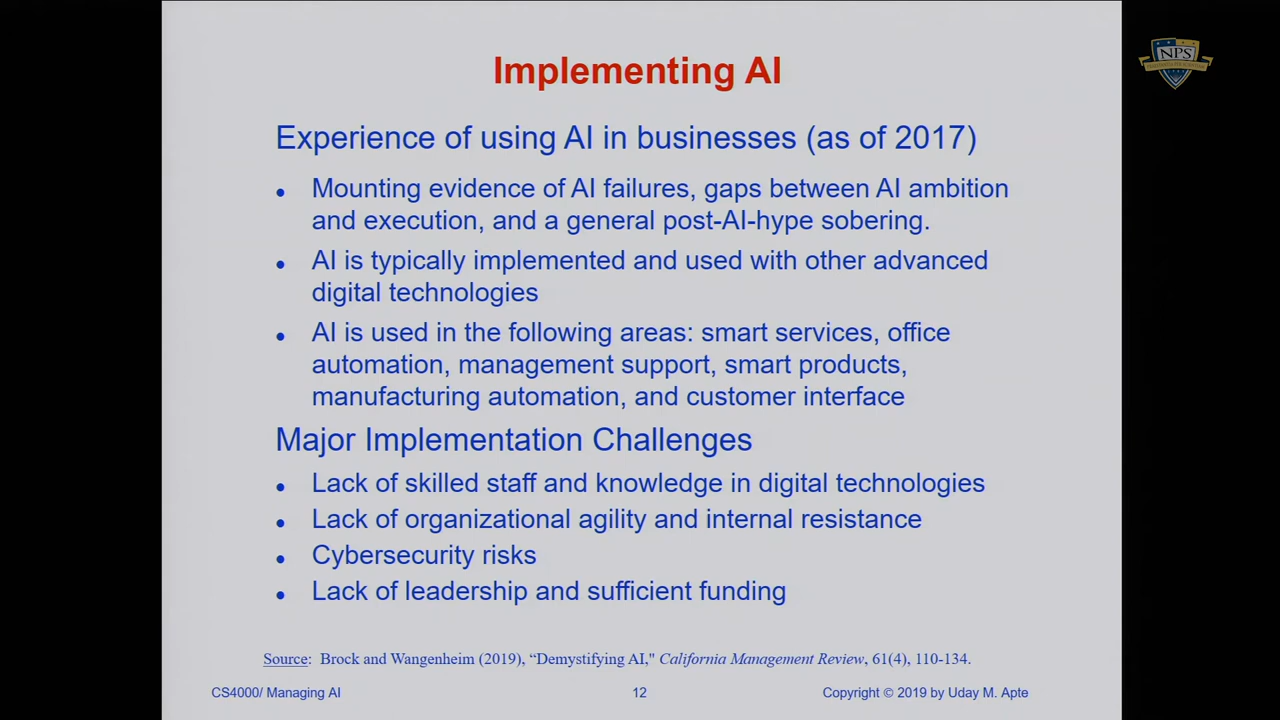 NPS
Implementing AI
Experience of using AI in businesses (as of 2017)
• Mounting evidence of AI failures, gaps between AI ambition
and execution, and a general post-AI-hype sobering.
• AI is typically implemented and used with other advanced
digital technologies
• AI is used in the following areas: smart services, office
automation, management support, smart products,
manufacturing automation, and customer interface
Major Implementation Challenges
• Lack of skilled staff and knowledge in digital technologies
• Lack of organizational agility and internal resistance
• Cybersecurity risks
• Lack of leadership and sufficient funding
Source: Brock and Wangenheim (2019), “Demystifying AI," California Management Review, 61(4), 110-134.
CS4000/ Managing AI 12 Copyright © 2019 by Uday M. Apte